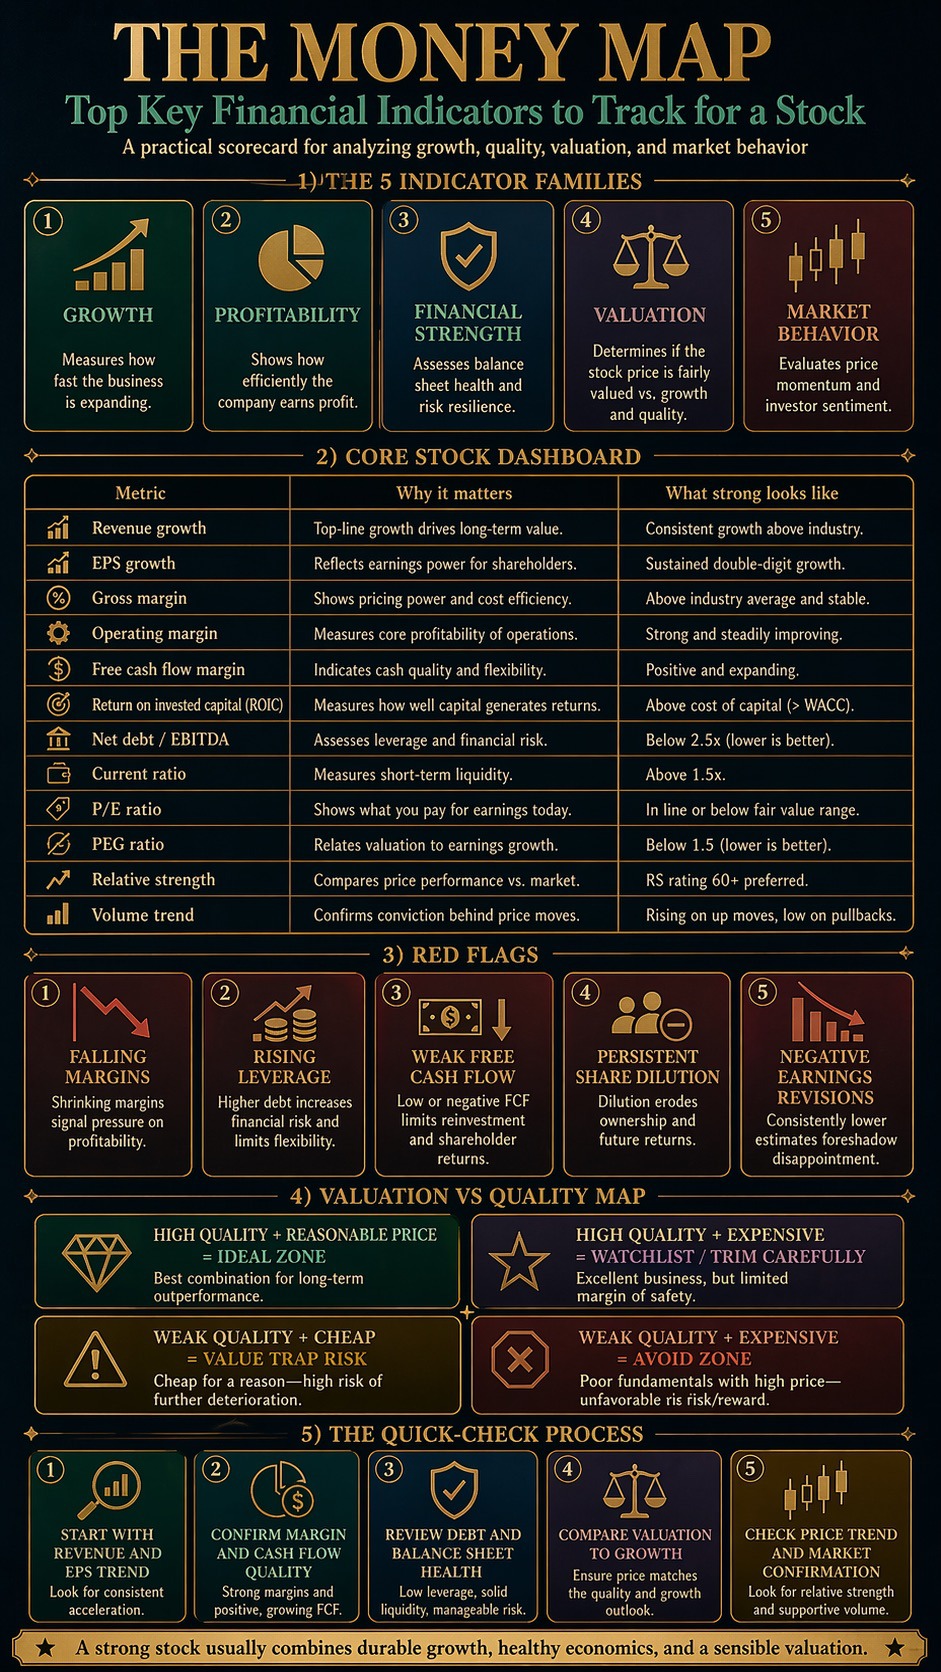 THE MONEY MAP
Top Key Financial Indicators to Track for a Stock
A practical scorecard for analyzing growth, quality, valuation, and market behavior
1) THE 5 INDICATOR FAMILIES
1
GROWTH
Measures how
fast the business
is expanding.
2
PROFITABILITY
Shows how
efficiently the
company earns profit.
3
FINANCIAL
STRENGTH
Assesses balance
sheet health and
risk resilience.
4
VALUATION
Determines if the
stock price is fairly
valued vs. growth
and quality.
5
MARKET
BEHAVIOR
Evaluates price
momentum and
investor sentiment.
2) CORE STOCK DASHBOARD
Metric Why it matters What strong looks like
Revenue growth Top-line growth drives long-term value. Consistent growth above industry.
EPS growth Reflects earnings power for shareholders. Sustained double-digit growth.
% Gross margin Shows pricing power and cost efficiency. Above industry average and stable.
Operating margin Measures core profitability of operations. Strong and steadily improving.
$ Free cash flow margin Indicates cash quality and flexibility. Positive and expanding.
Return on invested capital (ROIC) Measures how well capital generates returns. Above cost of capital (> WACC).
Net debt / EBITDA Assesses leverage and financial risk. Below 2.5x (lower is better).
Current ratio Measures short-term liquidity. Above 1.5x.
P/E ratio Shows what you pay for earnings today. In line or below fair value range.
PEG ratio Relates valuation to earnings growth. Below 1.5 (lower is better).
Relative strength Compares price performance vs. market. RS rating 60+ preferred.
Volume trend Confirms conviction behind price moves. Rising on up moves, low on pullbacks.
3) RED FLAGS
1
FALLING
MARGINS
Shrinking margins
signal pressure on
profitability.
2
RISING
LEVERAGE
Higher debt increases
financial risk and
limits flexibility.
3
$
WEAK FREE
CASH FLOW
Low or negative FCF
limits reinvestment
and shareholder
returns.
4
PERSISTENT
SHARE DILUTION
Dilution erodes
ownership and
future returns.
5
NEGATIVE
EARNINGS
REVISIONS
Consistently lower
estimates foreshadow
disappointment.
4) VALUATION VS QUALITY MAP
HIGH QUALITY + REASONABLE PRICE
= IDEAL ZONE
Best combination for long-term
outperformance.
HIGH QUALITY + EXPENSIVE
= WATCHLIST / TRIM CAREFULLY
Excellent business, but limited
margin of safety.
WEAK QUALITY + CHEAP
= VALUE TRAP RISK
Cheap for a reason—high risk of
further deterioration.
WEAK QUALITY + EXPENSIVE
= AVOID ZONE
Poor fundamentals with high price—
unfavorable ris risk/reward.
5) THE QUICK-CHECK PROCESS
1
START WITH
REVENUE AND
EPS TREND
Look for consistent
acceleration.
2
$
CONFIRM MARGIN
AND CASH FLOW
QUALITY
Strong margins and
positive, growing FCF.
3
REVIEW DEBT AND
BALANCE SHEET
HEALTH
Low leverage, solid
liquidity, manageable risk.
4
COMPARE VALUATION
TO GROWTH
Ensure price matches
the quality and growth
outlook.
5
CHECK PRICE TREND
AND MARKET
CONFIRMATION
Look for relative strength
and supportive volume.
A strong stock usually combines durable growth, healthy economics, and a sensible valuation.